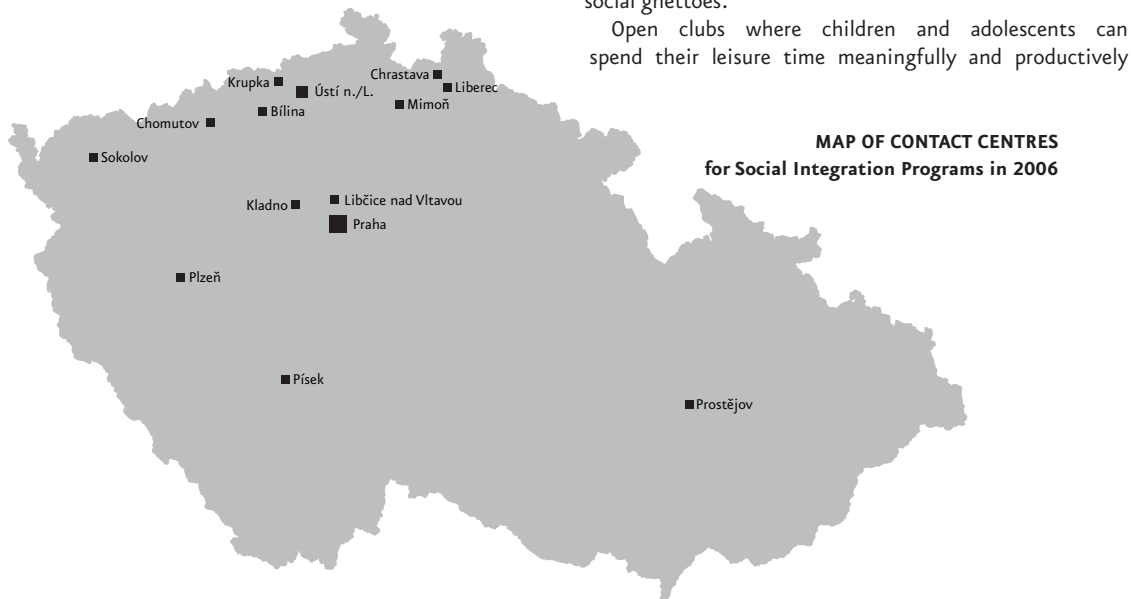 social ghettoes.
Open clubs where children and adolescents can
spend their leisure time meaningfully and productively
MAP OF CONTACT CENTRES
for Social Integration Programs in 2006
Chrastava
Krupka
Liberec
Ústí n./L.
Mimoň
Bílina
Chomutov
Sokolov
Libčice nad Vltavou
Kladno
Praha
Plzeň
Písek
Prostějov